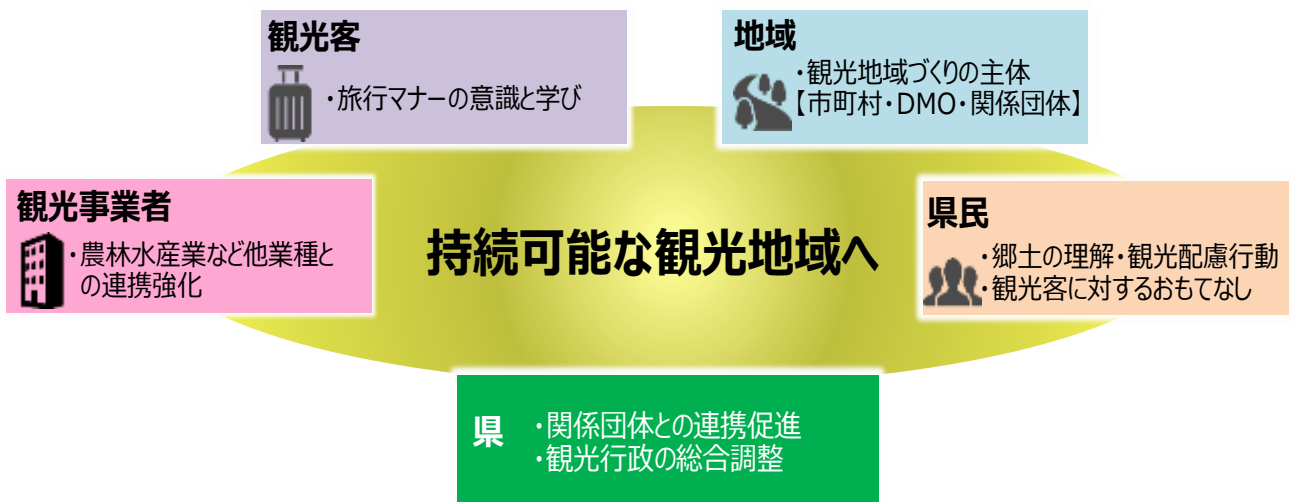 観光客
・旅行マナーの意識と学び
地域
・観光地域づくりの主体
【市町村・DMO・関係団体】
観光事業者
・農林水産業など他業種と
の連携強化
持続可能な観光地域へ
県民
・郷土の理解・観光配慮行動
・観光客に対するおもてなし
県
・関係団体との連携促進
・観光行政の総合調整